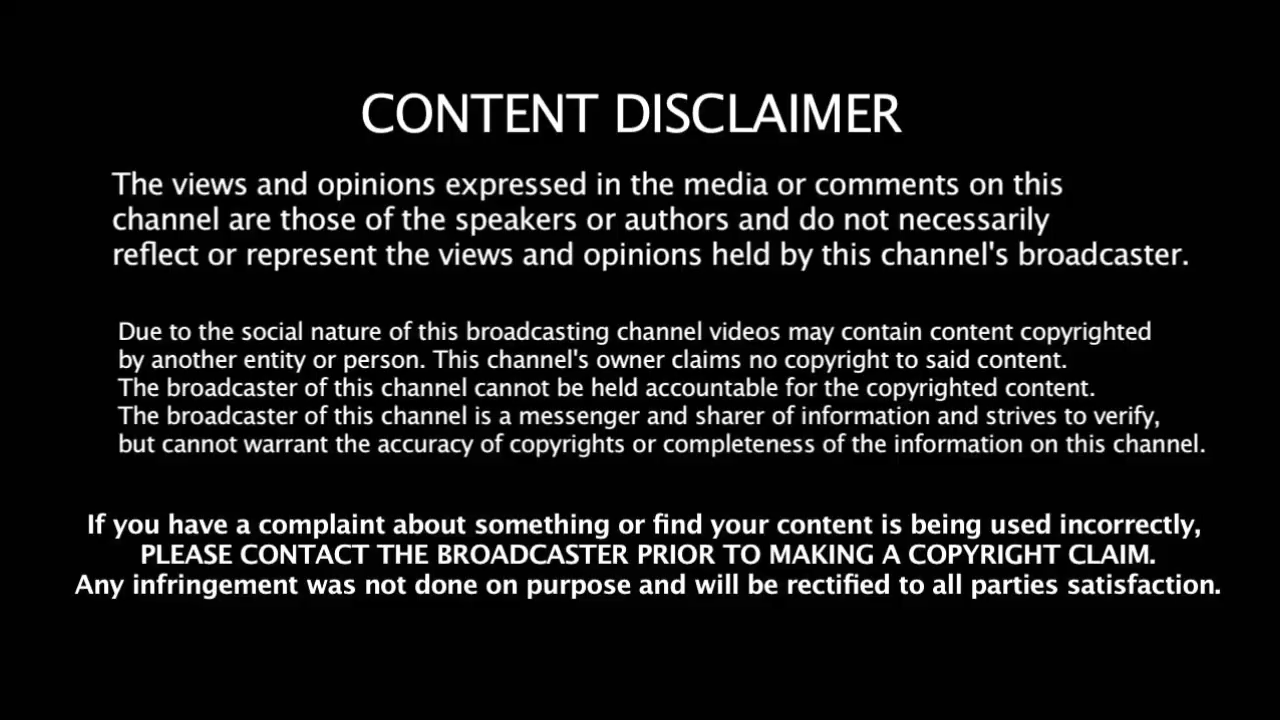 CONTENT DISCLAIMER
The views and opinions expressed in the media or comments on this
channel are those of the speakers or authors and do not necessarily
reflect or represent the views and opinions held by this channel's broadcaster.
Due to the social nature of this broadcasting channel videos may contain content copyrighted
by another entity or person. This channel's owner claims no copyright to said content.
The broadcaster of this channel cannot be held accountable for the copyrighted content.
The broadcaster of this channel is a messenger and sharer of information and strives to verify,
but cannot warrant the accuracy of copyrights or completeness of the information on this channel.
If you have a complaint about something or find your content is being used incorrectly,
PLEASE CONTACT THE BROADCASTER PRIOR TO MAKING A COPYRIGHT CLAIM.
Any infringement was not done on purpose and will be rectified to all parties satisfaction.